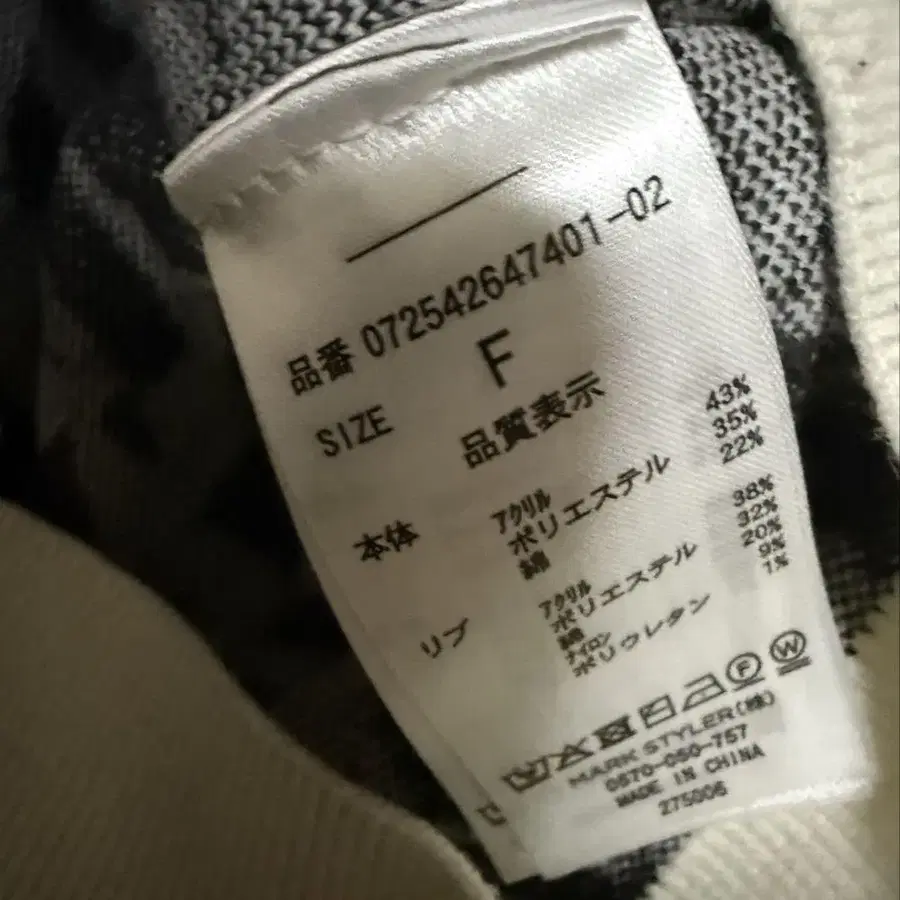 品番 072542647401-02
SIZE F
品質表示
本体 アクリル 43%
ポリエステル 35%
綿 22%
リブ アクリル 38%
ポリエステル 32%
綿 20%
ナイロン 9%
ポリウレタン 1%
F W
MARK STYLER(株)
0570-050-757
MADE IN CHINA
275006